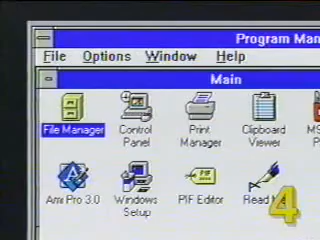 Program Man
File Options Window Help
Main
File Manager
Control Panel
Print Manager
Clipboard Viewer
MS
P
Ami Pro 3.0
Windows Setup
PIF Editor
Read M
4